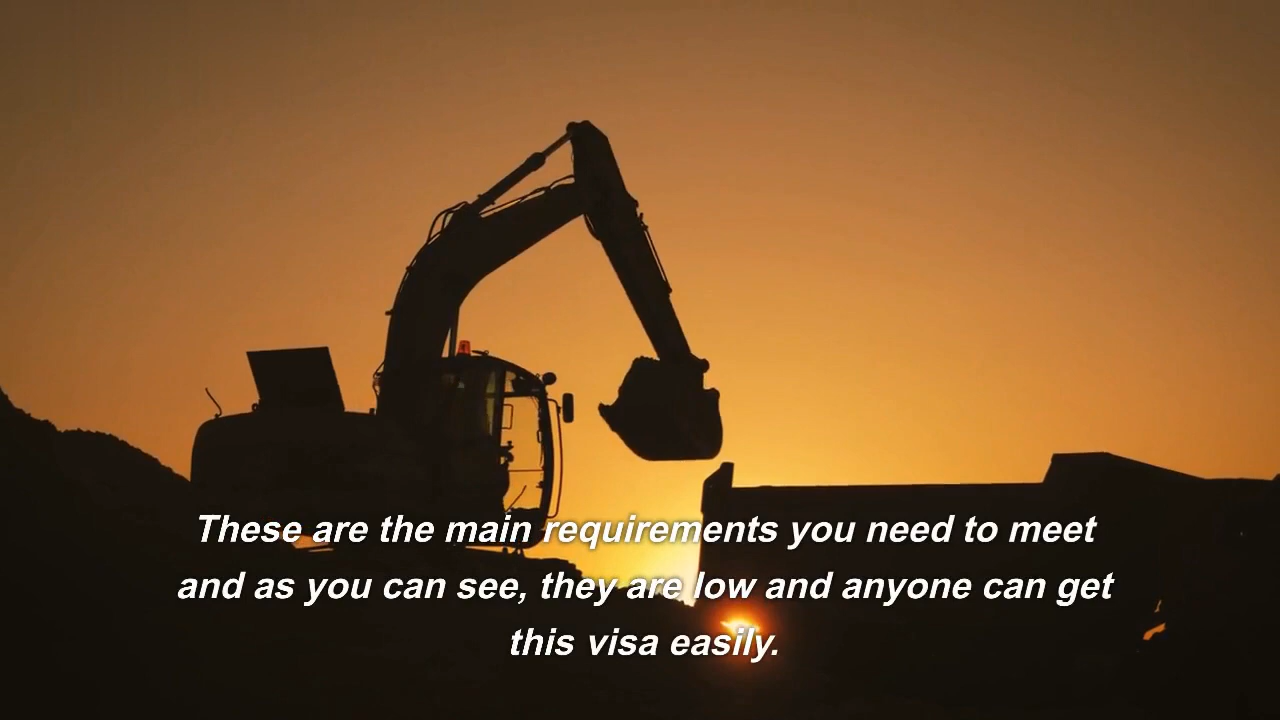 These are the main requirements you need to meet
and as you can see, they are low and anyone can get
this visa easily.